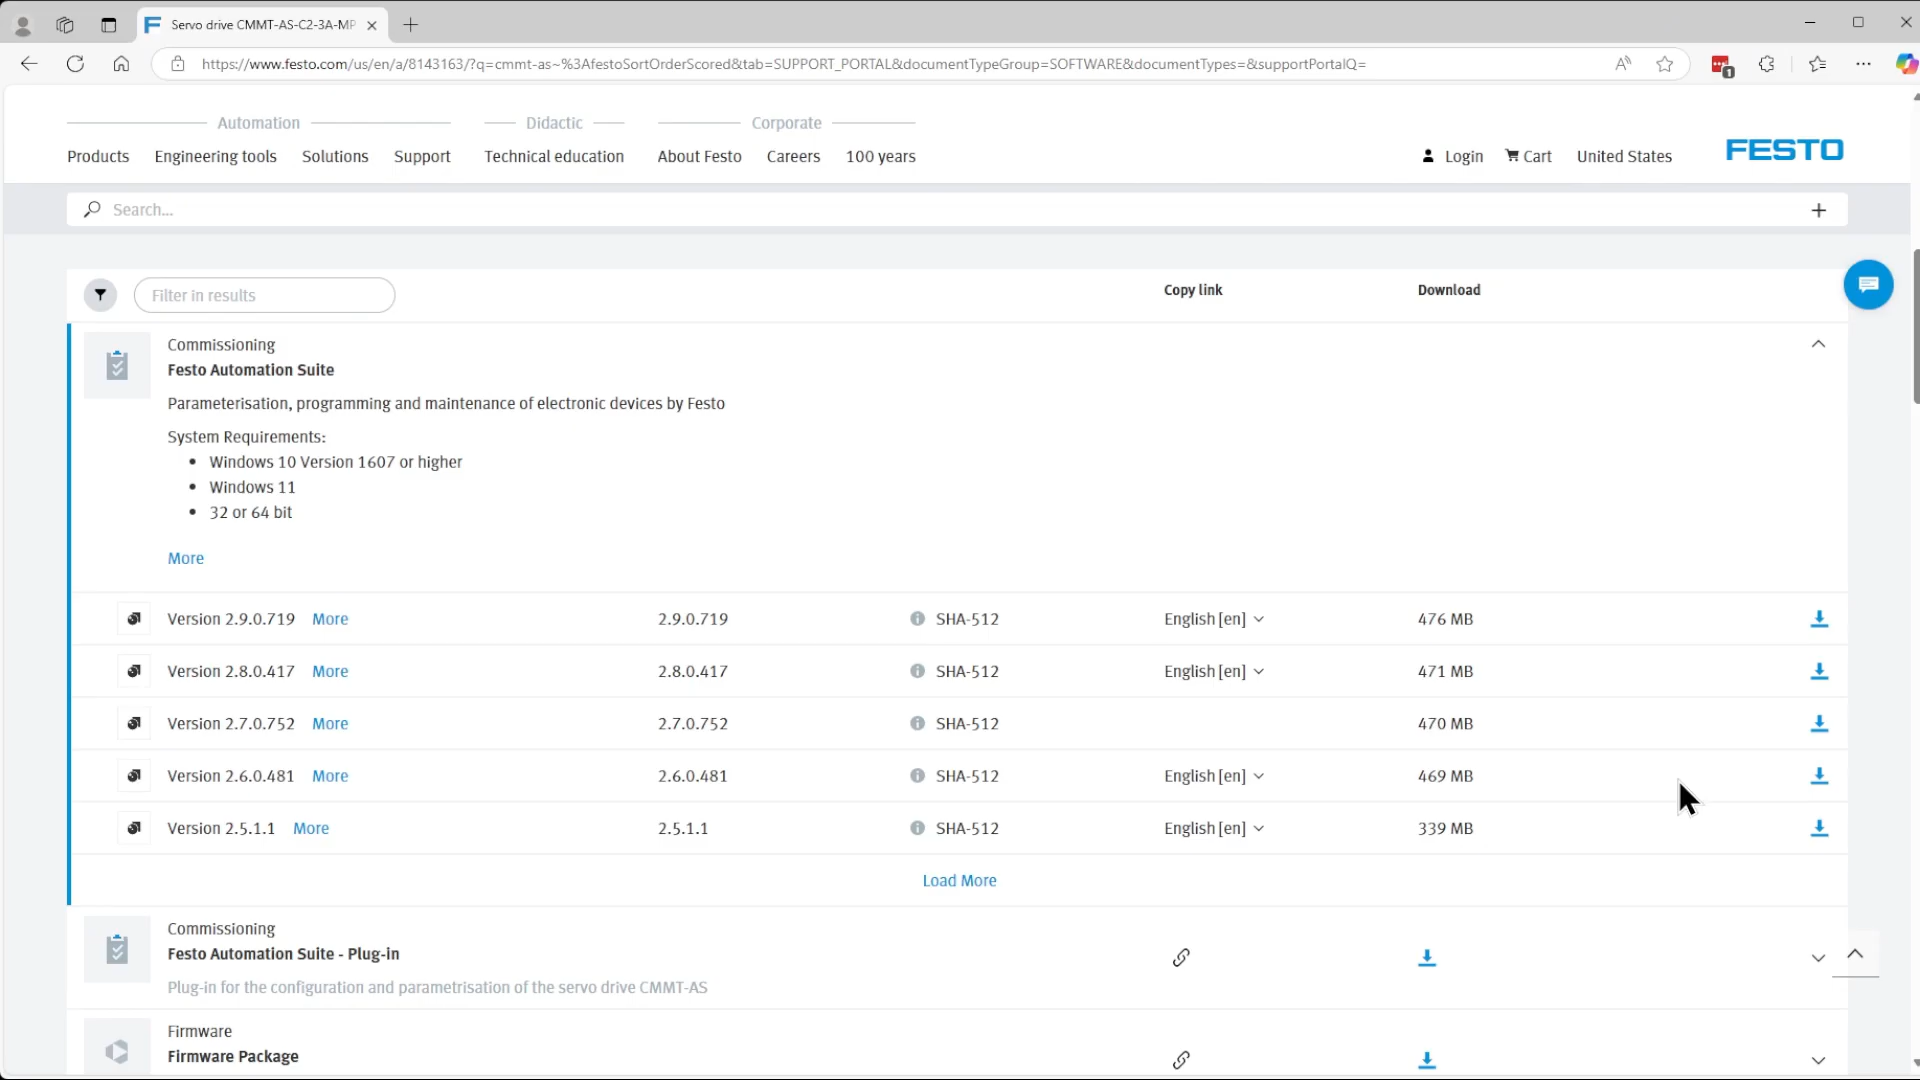 Servo drive CMMT-AS-C2-3A-MP
https://www.festo.com/us/en/a/8143163/?q=cmmt-as~%3AfestoSortOrderScored&tab=SUPPORT_PORTAL&documentTypeGroup=SOFTWARE&documentTypes=&supportPortalQ=
1
Automation Didactic Corporate
Products Engineering tools Solutions Support Technical education About Festo Careers 100 years Login Cart United States FESTO
Search...
Filter in results Copy link Download
Commissioning
Festo Automation Suite
Parameterisation, programming and maintenance of electronic devices by Festo
System Requirements:
• Windows 10 Version 1607 or higher
• Windows 11
• 32 or 64 bit
More
Version 2.9.0.719 More 2.9.0.719 SHA-512 English [en] 476 MB
Version 2.8.0.417 More 2.8.0.417 SHA-512 English [en] 471 MB
Version 2.7.0.752 More 2.7.0.752 SHA-512 470 MB
Version 2.6.0.481 More 2.6.0.481 SHA-512 English [en] 469 MB
Version 2.5.1.1 More 2.5.1.1 SHA-512 English [en] 339 MB
Load More
Commissioning
Festo Automation Suite - Plug-in
Plug-in for the configuration and parametrisation of the servo drive CMMT-AS
Firmware
Firmware Package